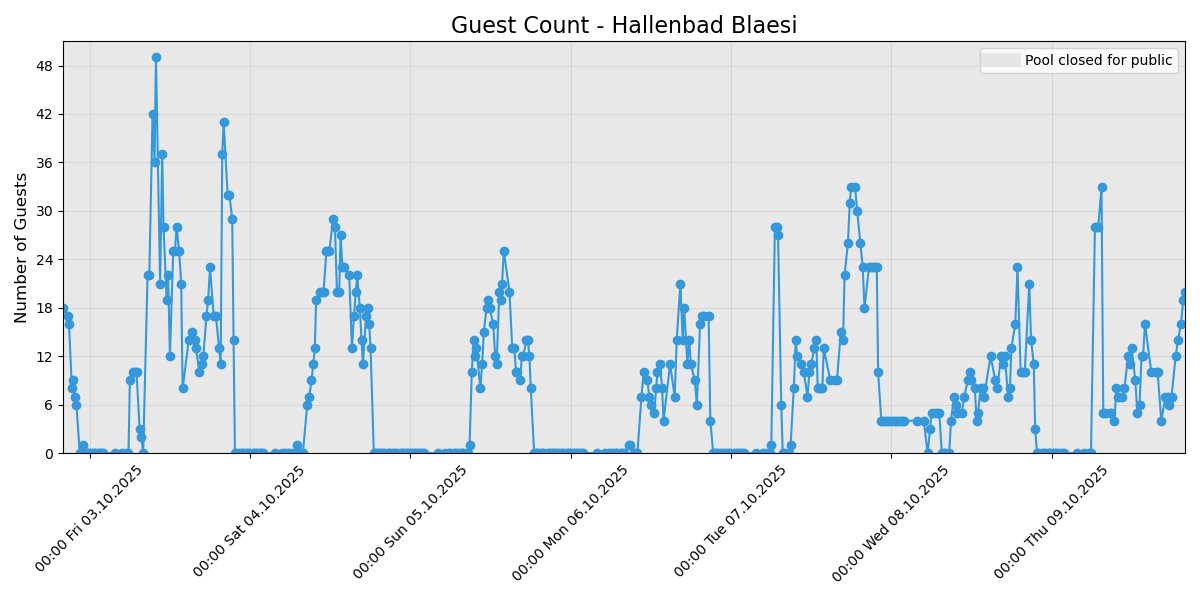 Guest Count - Hallenbad Blaesi
Pool closed for public
Number of Guests
48
42
36
30
24
18
12
6
0
00:00 Fri 03.10.2025
00:00 Sat 04.10.2025
00:00 Sun 05.10.2025
00:00 Mon 06.10.2025
00:00 Tue 07.10.2025
00:00 Wed 08.10.2025
00:00 Thu 09.10.2025